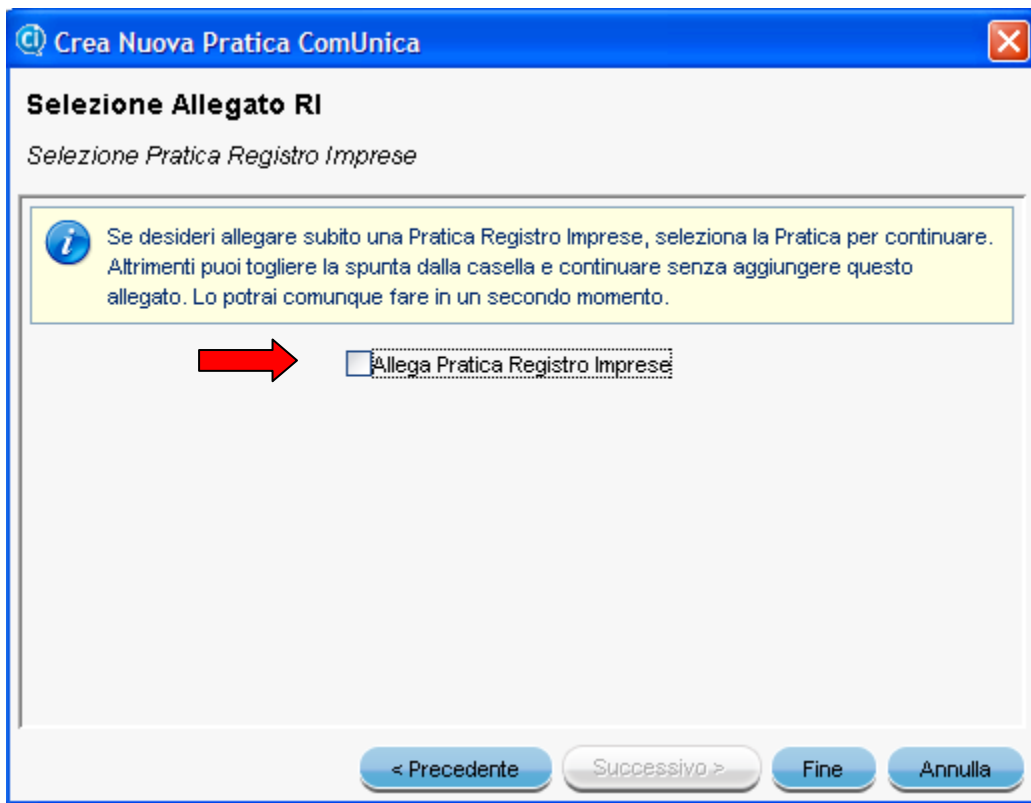 Crea Nuova Pratica ComUnica
Selezione Allegato RI
Selezione Pratica Registro Imprese
Se desideri allegare subito una Pratica Registro Imprese, seleziona la Pratica per continuare.
Altrimenti puoi togliere la spunta dalla casella e continuare senza aggiungere questo
allegato. Lo potrai comunque fare in un secondo momento.
Allega Pratica Registro Imprese
< Precedente
Successivo >
Fine
Annulla